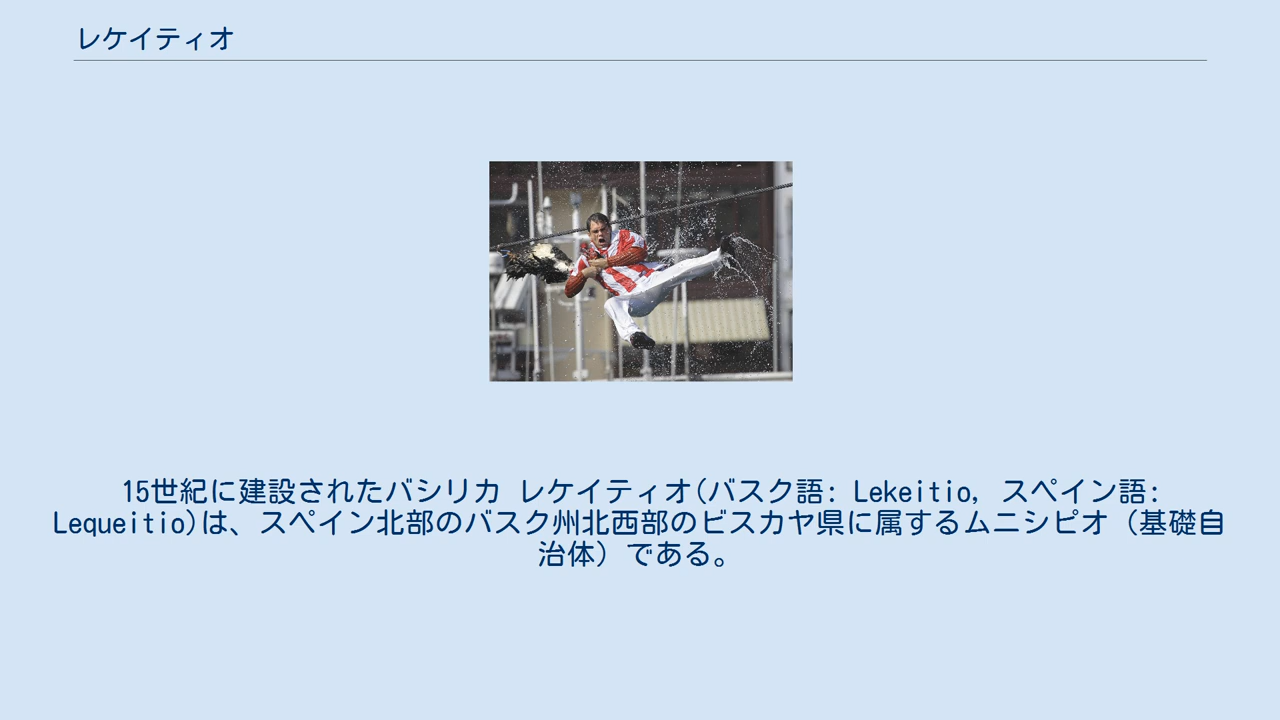 レケイティオ
15世紀に建設されたバシリカ レケイティオ(バスク語: Lekeitio, スペイン語:
Lequeitio)は、スペイン北部のバスク州北西部のビスカヤ県に属するムニシピオ（基礎自
治体）である。